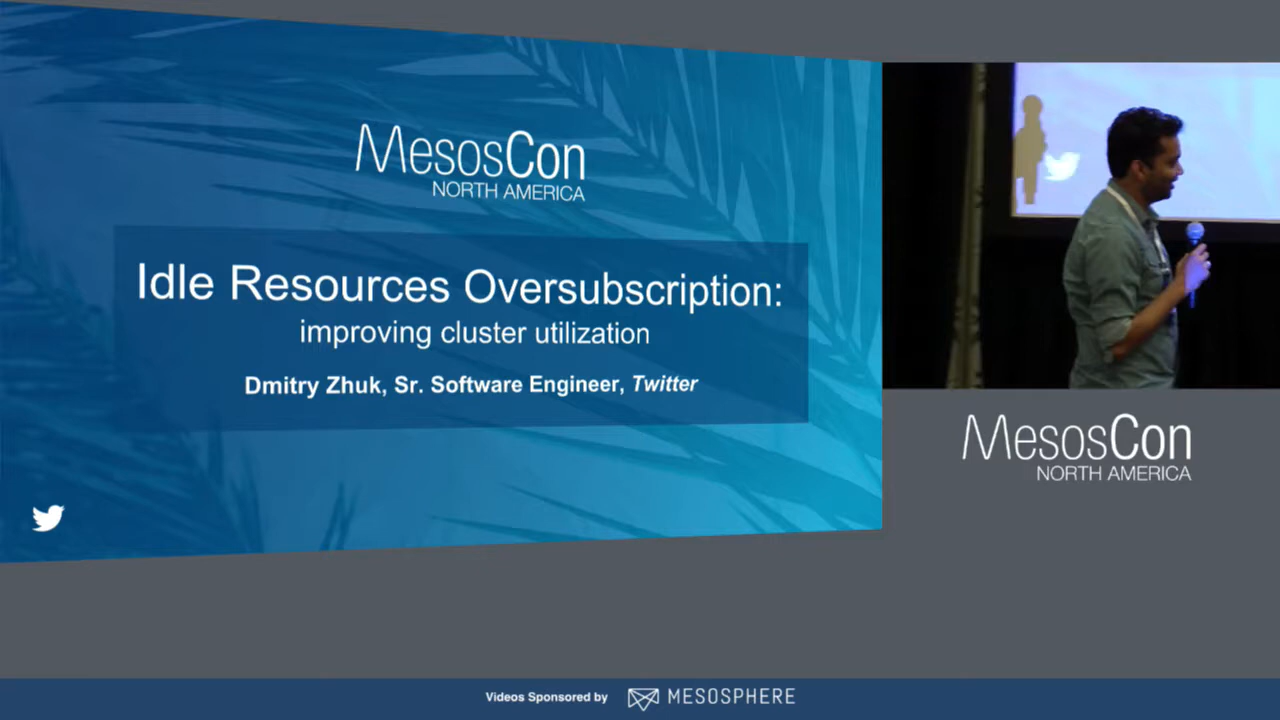 MesosCon
NORTH AMERICA
Idle Resources Oversubscription:
improving cluster utilization
Dmitry Zhuk, Sr. Software Engineer, Twitter
MesosCon
NORTH AMERICA
Videos Sponsored by MESOSPHERE